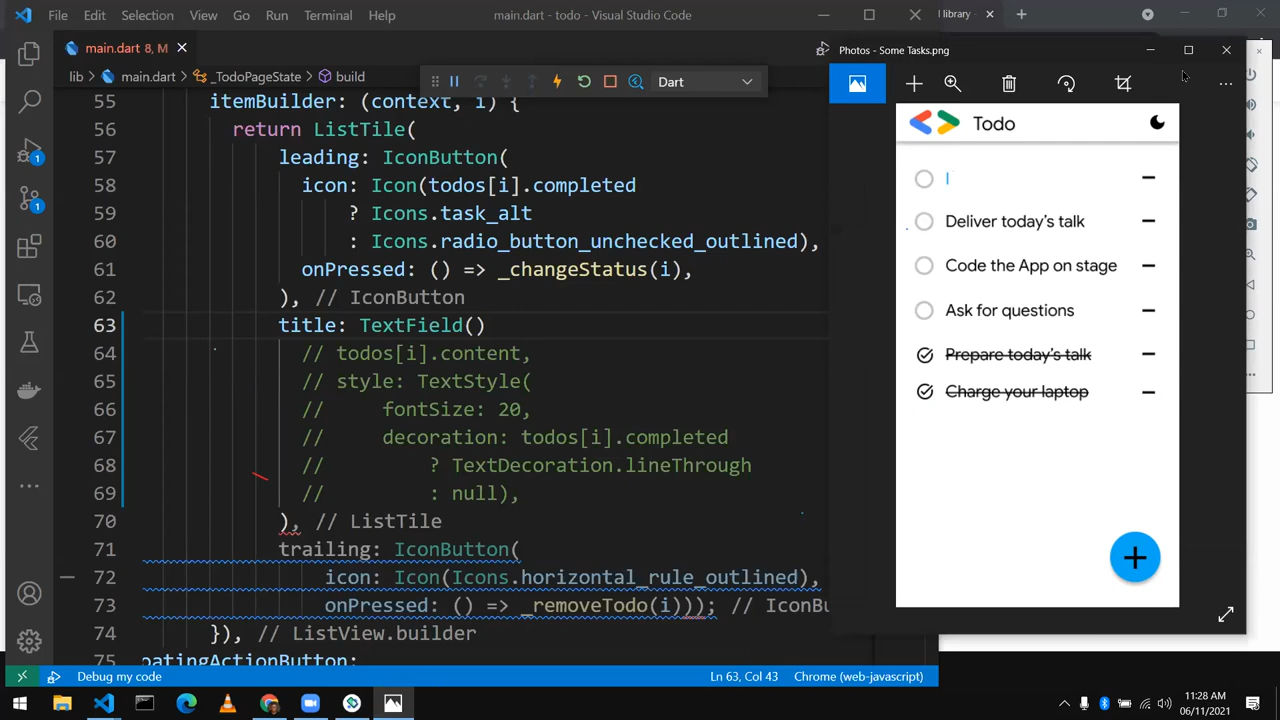 File Edit Selection View Go Run Terminal Help main.dart - todo - Visual Studio Code
main.dart 8, M
lib > main.dart > _TodoPageState > build
Dart
55 itemBuilder: (context, i) {
56 return ListTile(
57 leading: IconButton(
58 icon: Icon(todos[i].completed
59 ? Icons.task_alt
60 : Icons.radio_button_unchecked_outlined),
61 onPressed: () => _changeStatus(i),
62 ), // IconButton
63 title: TextField()
64 // todos[i].content,
65 // style: TextStyle(
66 // fontSize: 20,
67 // decoration: todos[i].completed
68 // ? TextDecoration.lineThrough
69 // : null),
70 ), // ListTile
71 trailing: IconButton(
72 icon: Icon(Icons.horizontal_rule_outlined),
73 onPressed: () => _removeTodo(i))); // IconBu
74 }), // ListView.builder
75 oatingActionButton:
1
1
Debug my code
Ln 63, Col 43 Chrome (web-javascript)
Library
Photos - Some Tasks.png
Todo
Deliver today's talk
Code the App on stage
Ask for questions
Prepare today's talk
Charge your laptop
11:28 AM
06/11/2021